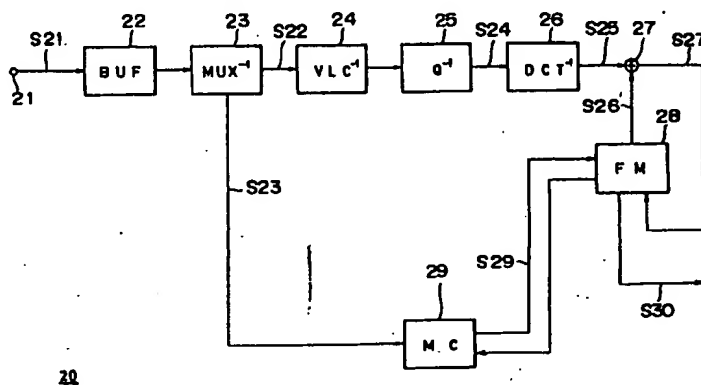 22 23 24 25 26 27
S21 S22 S24 S25 S27
BUF MUX⁻¹ VLC⁻¹ Q⁻¹ DCT⁻¹
21
S26' 28
FM
S23
S29
29
S30
MC
20